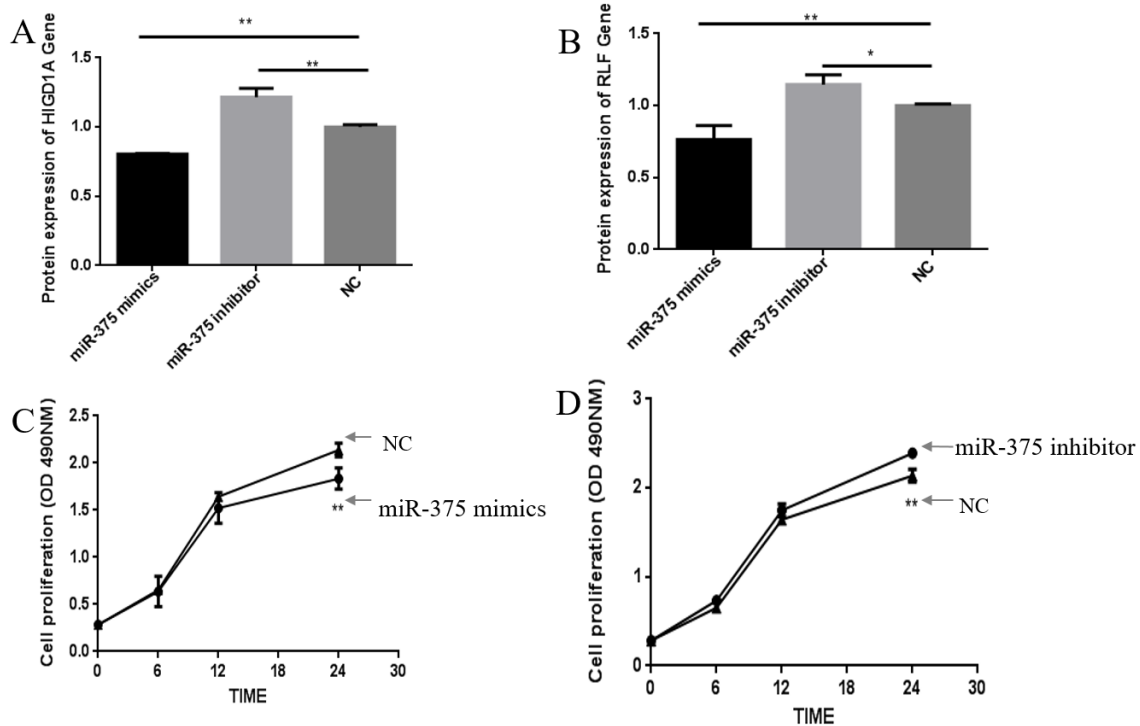 A
Protein expression of HIGD1A Gene
1.5
1.0
0.5
0.0
**
**
miR-375 mimics
miR-375 inhibitor
NC
B
Protein expression of RLF Gene
1.5
1.0
0.5
0.0
**
*
miR-375 mimics
miR-375 inhibitor
NC
C
Cell proliferation (OD 490NM)
2.5
2.0
1.5
1.0
0.5
0.0
NC
** miR-375 mimics
0 6 12 18 24 30
TIME
D
Cell proliferation (OD 490NM)
3
2
1
0
miR-375 inhibitor
** NC
0 6 12 18 24 30
TIME